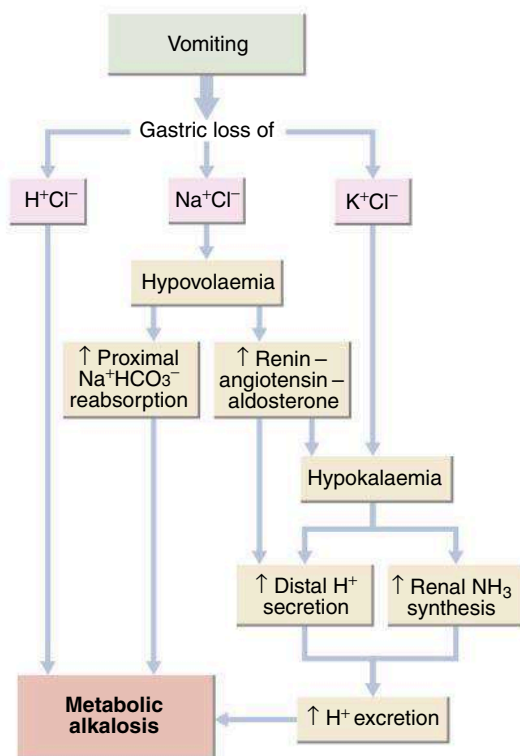 Vomiting
Gastric loss of
H⁺Cl⁻
Na⁺Cl⁻
K⁺Cl⁻
Hypovolaemia
↑ Proximal
Na⁺HCO₃⁻
reabsorption
↑ Renin –
angiotensin –
aldosterone
Hypokalaemia
↑ Distal H⁺
secretion
↑ Renal NH₃
synthesis
Metabolic
alkalosis
↑ H⁺ excretion